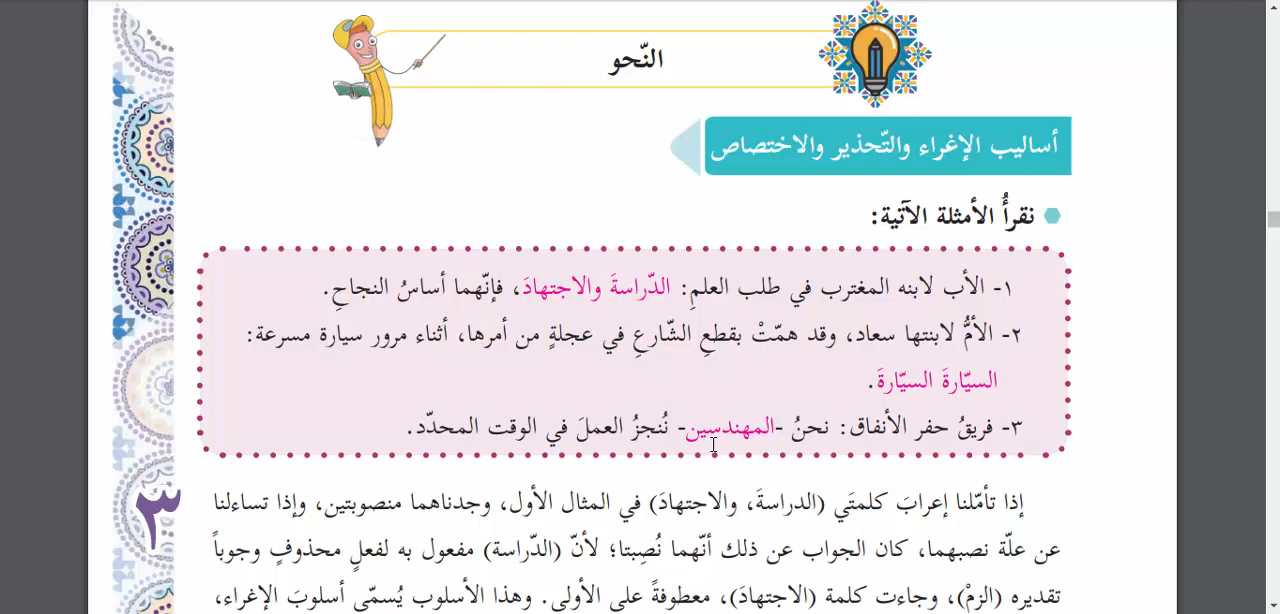 النّحو
أساليب الإغراء والتّحذير والاختصاص
نقرأُ الأمثلة الآتية:
١- الأب لابنه المغترب في طلب العلمِ: الدّراسةَ والاجتهادَ، فإنّهما أساسُ النجاحِ.
٢- الأمُّ لابنتها سعاد، وقد همّتْ بقطعِ الشّارعِ في عجلةٍ من أمرها، أثناء مرور سيارة مسرعة:
السيّارةَ السيّارةَ.
٣- فريقُ حفر الأنفاق: نحنُ -المهندسين- نُنجزُ العملَ في الوقت المحدّد.
إذا تأمّلنا إعرابَ كلمتَي (الدراسةَ، والاجتهادَ) في المثال الأول، وجدناهما منصوبتين، وإذا تساءلنا
عن علّة نصبهما، كان الجواب عن ذلك أنّهما نُصِبتا؛ لأنّ (الدّراسة) مفعول به لفعلٍ محذوفٍ وجوباً
تقديره (الزمْ)، وجاءت كلمة (الاجتهادَ)، معطوفةً على الأولى. وهذا الأسلوب يُسمّى أسلوبَ الإغراء،
٣